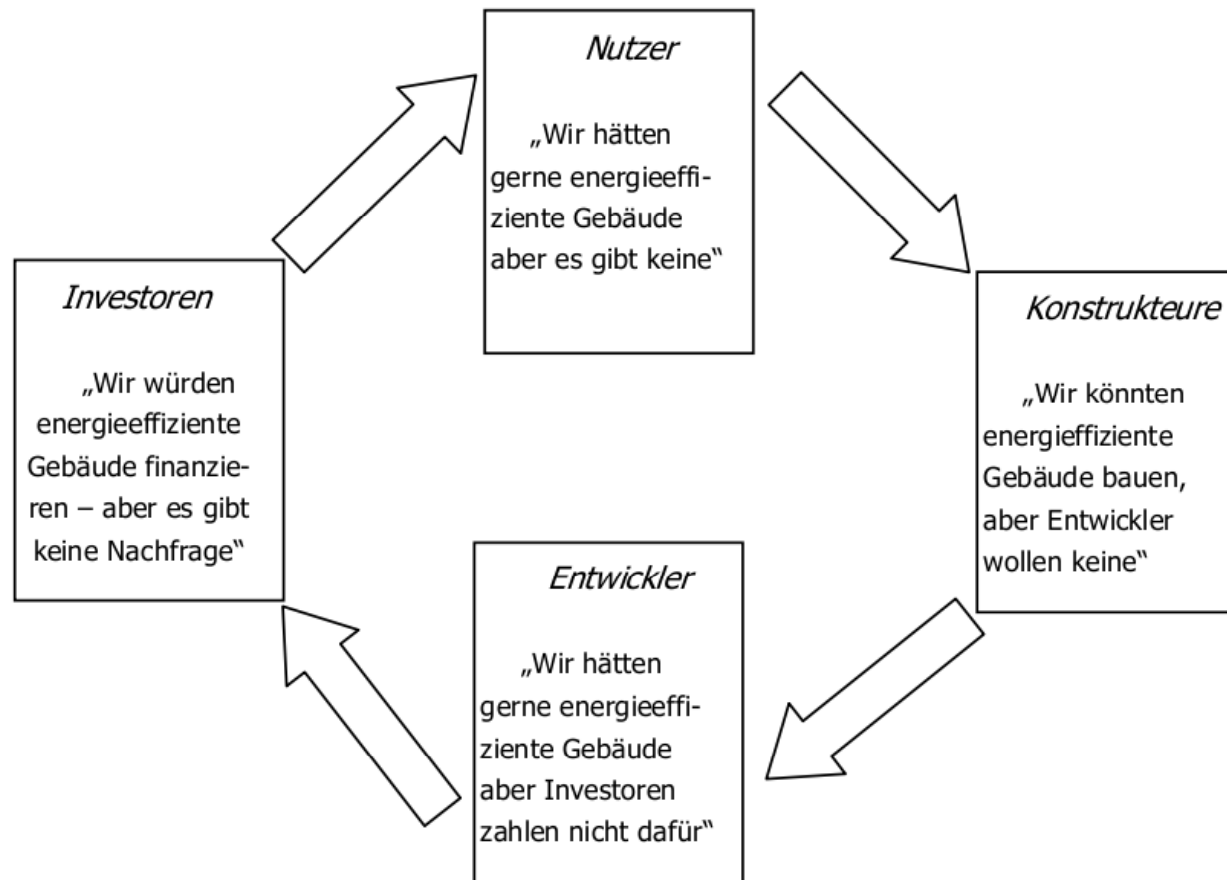 Nutzer
„Wir hätten
gerne energieeffi-
ziente Gebäude
aber es gibt keine“
Investoren
„Wir würden
energieeffiziente
Gebäude finanzie-
ren – aber es gibt
keine Nachfrage“
Konstrukteure
„Wir könnten
energieffiziente
Gebäude bauen,
aber Entwickler
wollen keine“
Entwickler
„Wir hätten
gerne energieeffi-
ziente Gebäude
aber Investoren
zahlen nicht dafür“